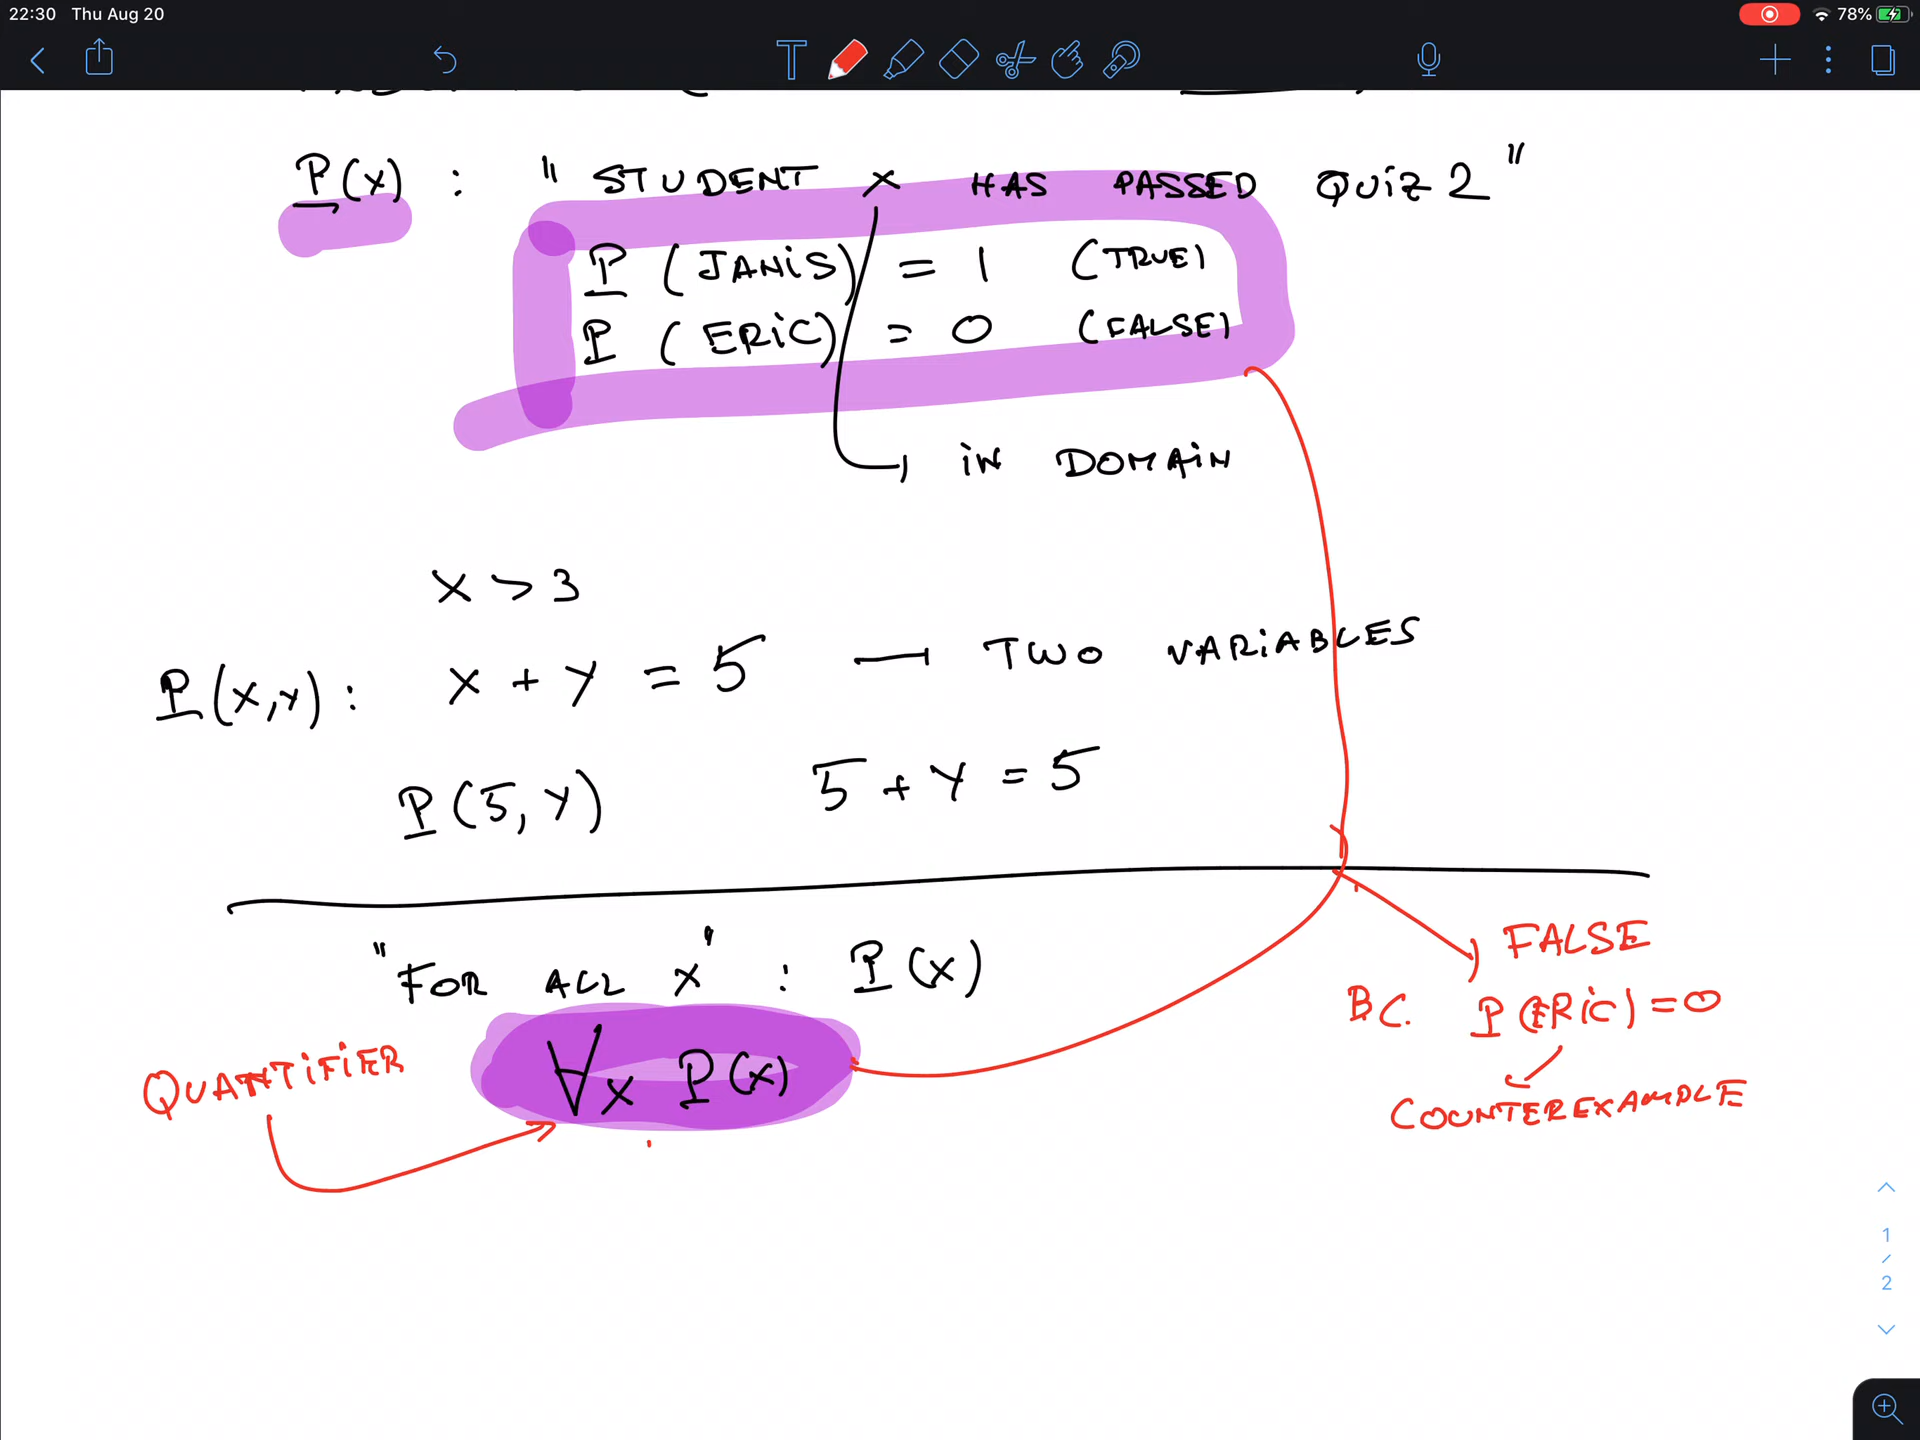 22:30 Thu Aug 20
78%
P(x) : " STUDENT x HAS PASSED QUIZ 2 "
P (JANIS) = 1 (TRUE)
P (ERIC) = 0 (FALSE)
IN DOMAIN
x > 3
P(x,y) : x + y = 5 — TWO VARIABLES
P(5, y) 5 + y = 5
"FOR ALL x" : P(x)
FALSE
B.C. P(ERIC) = 0
QUANTIFIER ∀x P(x)
COUNTEREXAMPLE
1
/
2